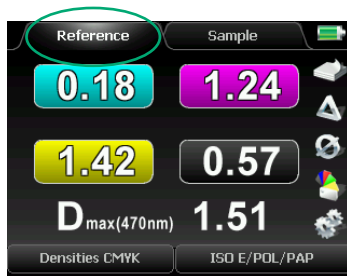 Reference Sample
0.18 1.24
1.42 0.57
Dmax(470nm) 1.51
Densities CMYK ISO E/POL/PAP